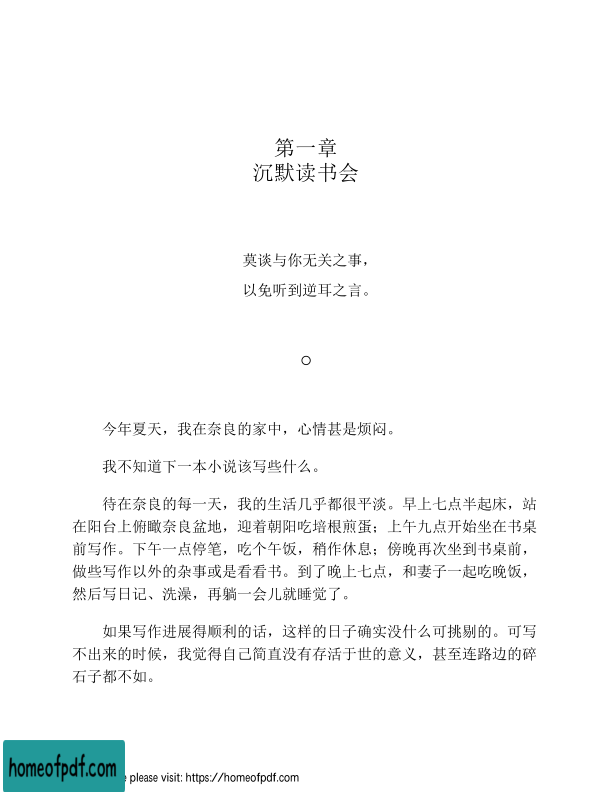 第一章
沉默读书会
莫谈与你无关之事，
以免听到逆耳之言。
○
今年夏天，我在奈良的家中，心情甚是烦闷。
我不知道下一本小说该写些什么。
待在奈良的每一天，我的生活几乎都很平淡。早上七点半起床，站
在阳台上俯瞰奈良盆地，迎着朝阳吃培根煎蛋；上午九点开始坐在书桌
前写作。下午一点停笔，吃个午饭，稍作休息；傍晚再次坐到书桌前，
做些写作以外的杂事或是看看书。到了晚上七点，和妻子一起吃晚饭，
然后写日记、洗澡，再躺一会儿就睡觉了。
如果写作进展得顺利的话，这样的日子确实没什么可挑剔的。可写
不出来的时候，我觉得自己简直没有存活于世的意义，甚至连路边的碎
石子都不如。
homeofpdf.com
e please visit: https://homeofpdf.com